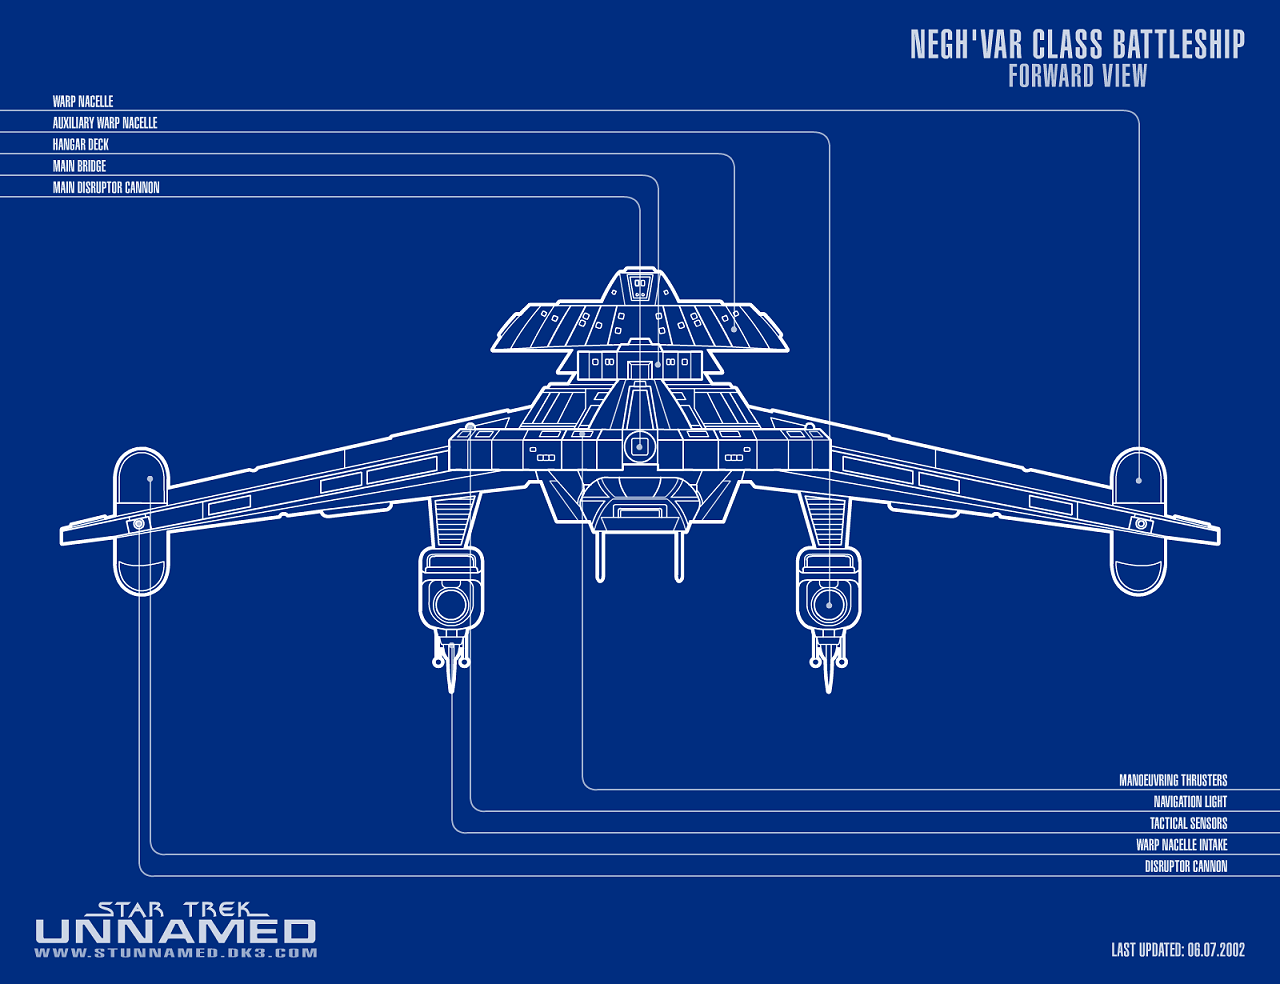 NEGH'VAR CLASS BATTLESHIP
FORWARD VIEW
WARP NACELLE
AUXILIARY WARP NACELLE
HANGAR DECK
MAIN BRIDGE
MAIN DISRUPTOR CANNON
MANOEUVRING THRUSTERS
NAVIGATION LIGHT
TACTICAL SENSORS
WARP NACELLE INTAKE
DISRUPTOR CANNON
STAR TREK
UNNAMED
WWW.STUNNAMED.DK3.COM
LAST UPDATED: 06.07.2002